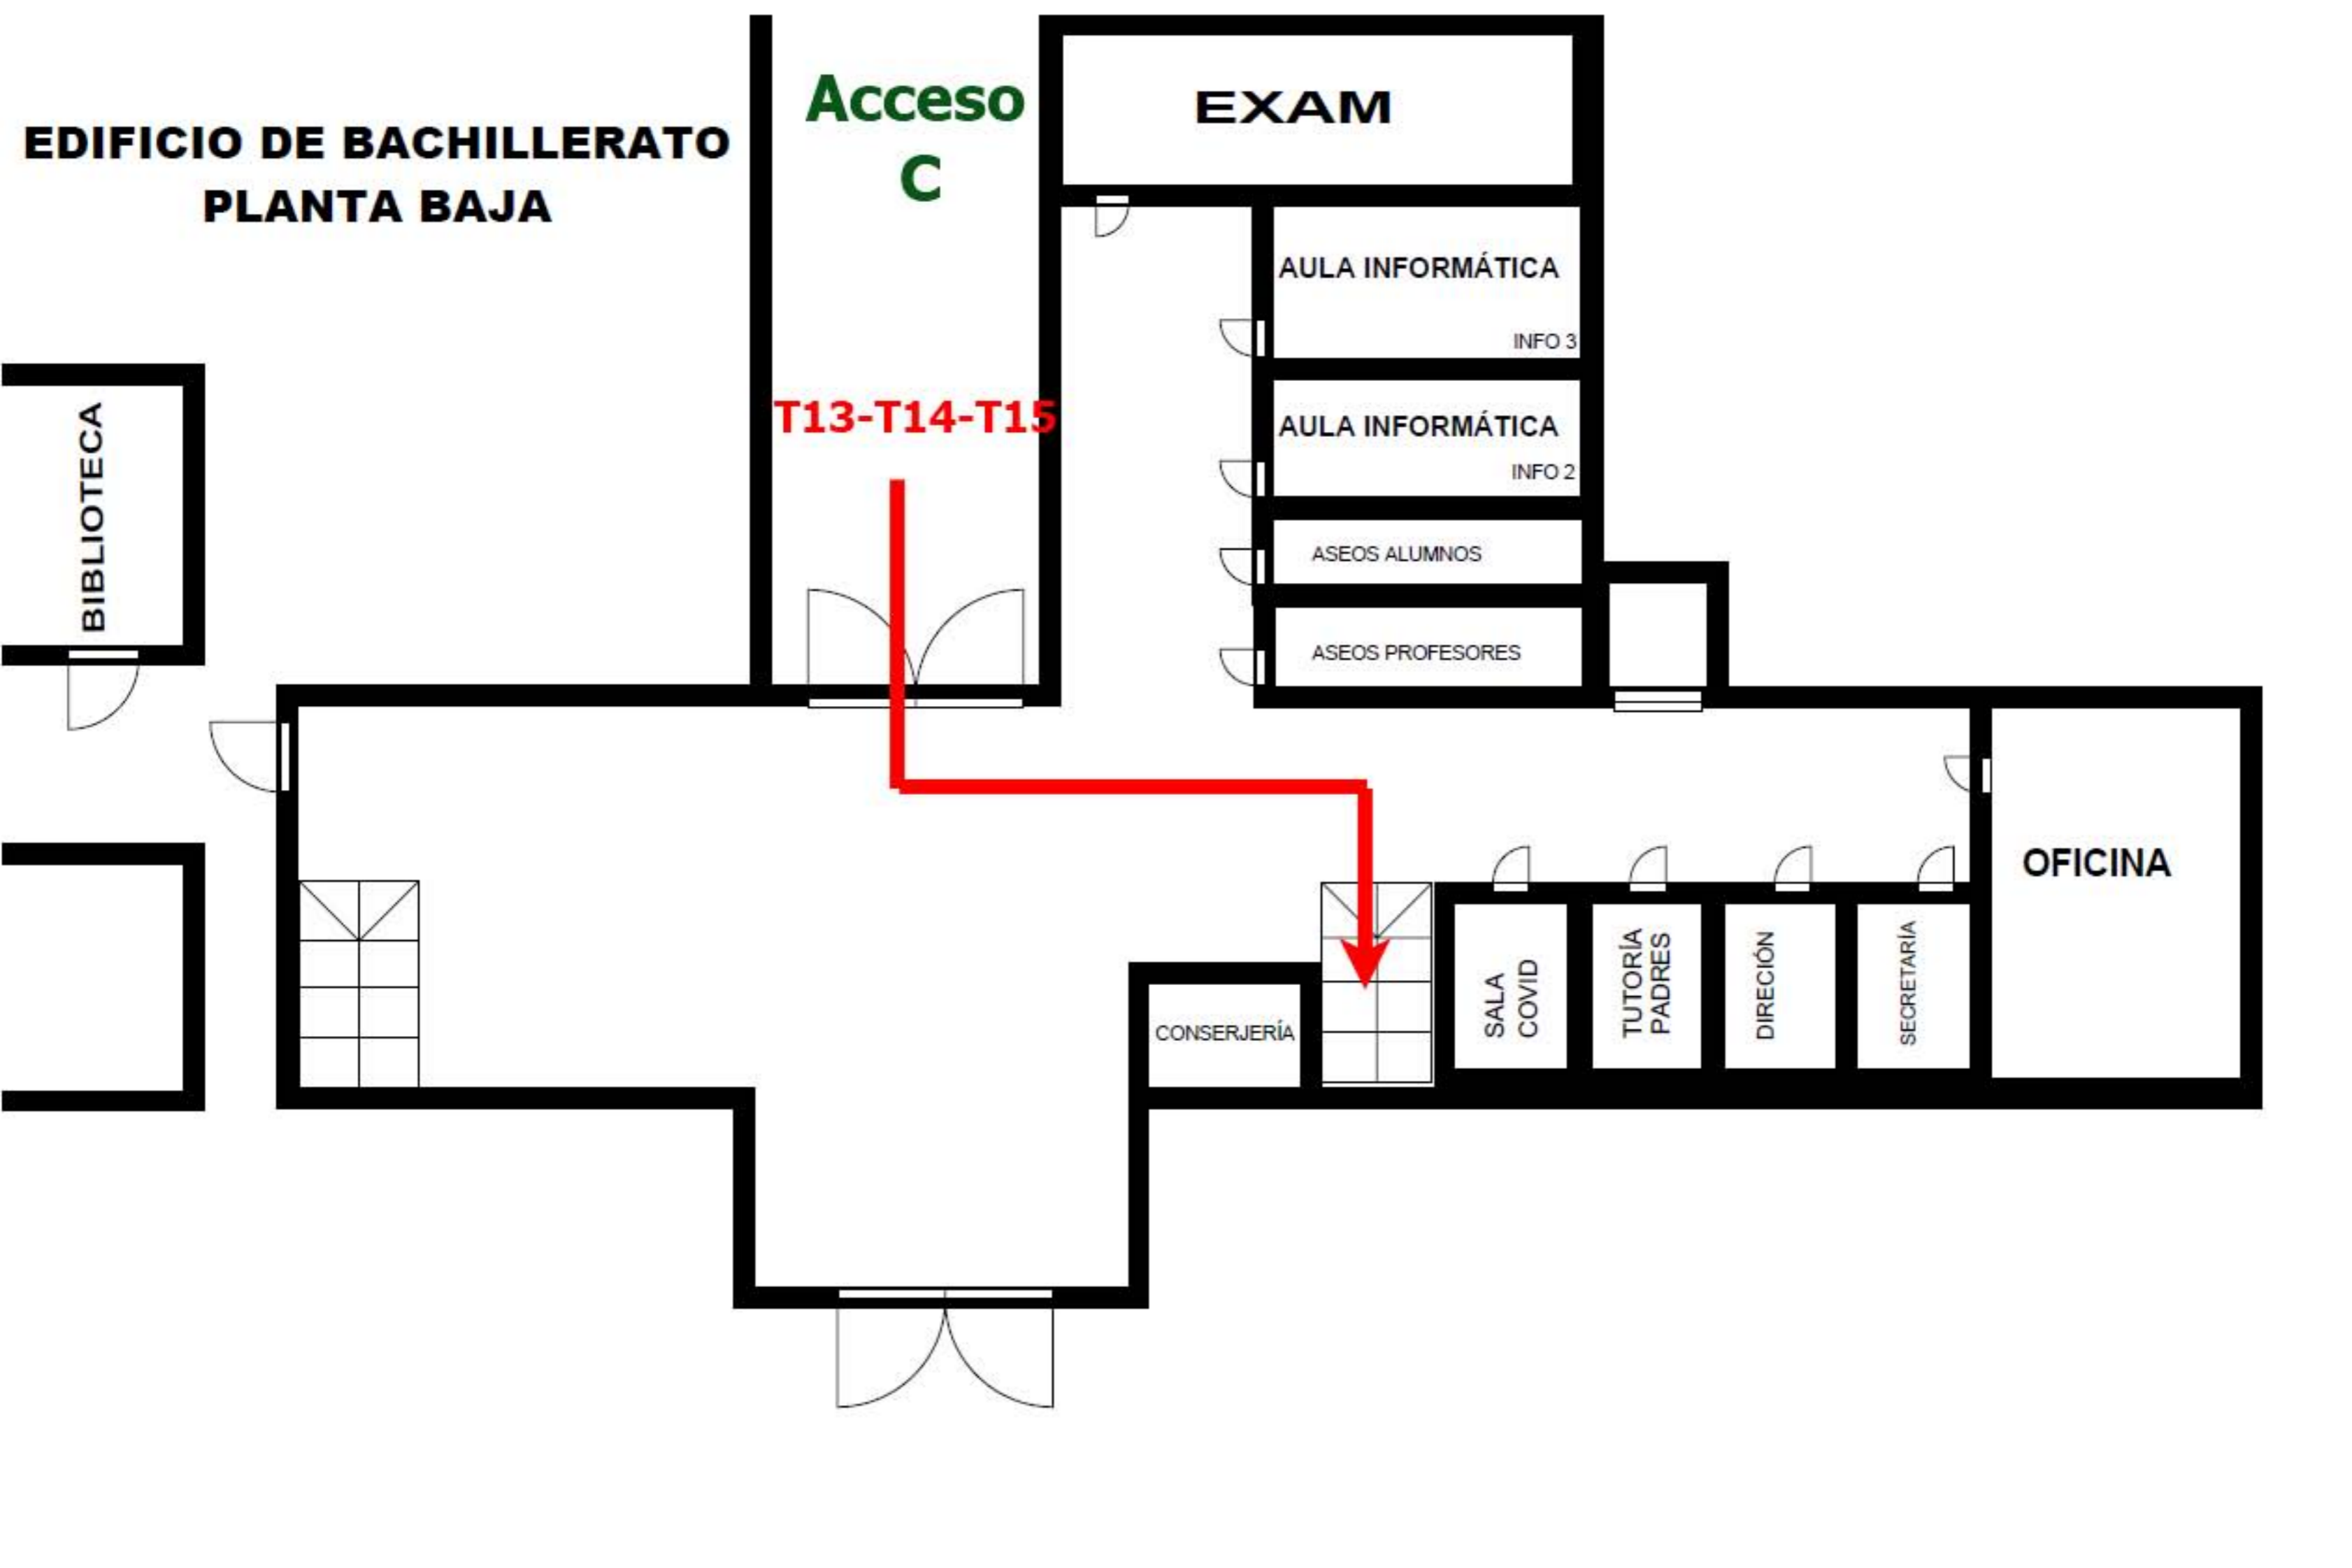 EDIFICIO DE BACHILLERATO
PLANTA BAJA
Acceso
C
EXAM
AULA INFORMÁTICA
INFO 3
T13-T14-T15
AULA INFORMÁTICA
INFO 2
BIBLIOTECA
ASEOS ALUMNOS
ASEOS PROFESORES
OFICINA
CONSERJERÍA
SALA
COVID
TUTORÍA
PADRES
DIRECIÓN
SECRETARÍA